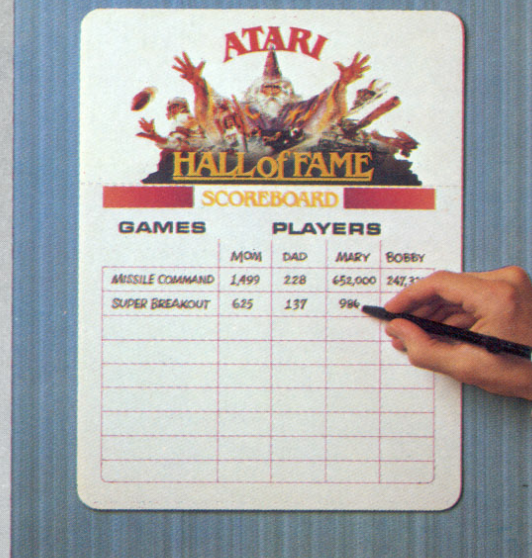 ATARI
HALL of FAME
SCOREBOARD
GAMES PLAYERS
MOM DAD MARY BOBBY
MISSILE COMMAND 1,499 228 652,000
SUPER BREAKOUT 625 137 986